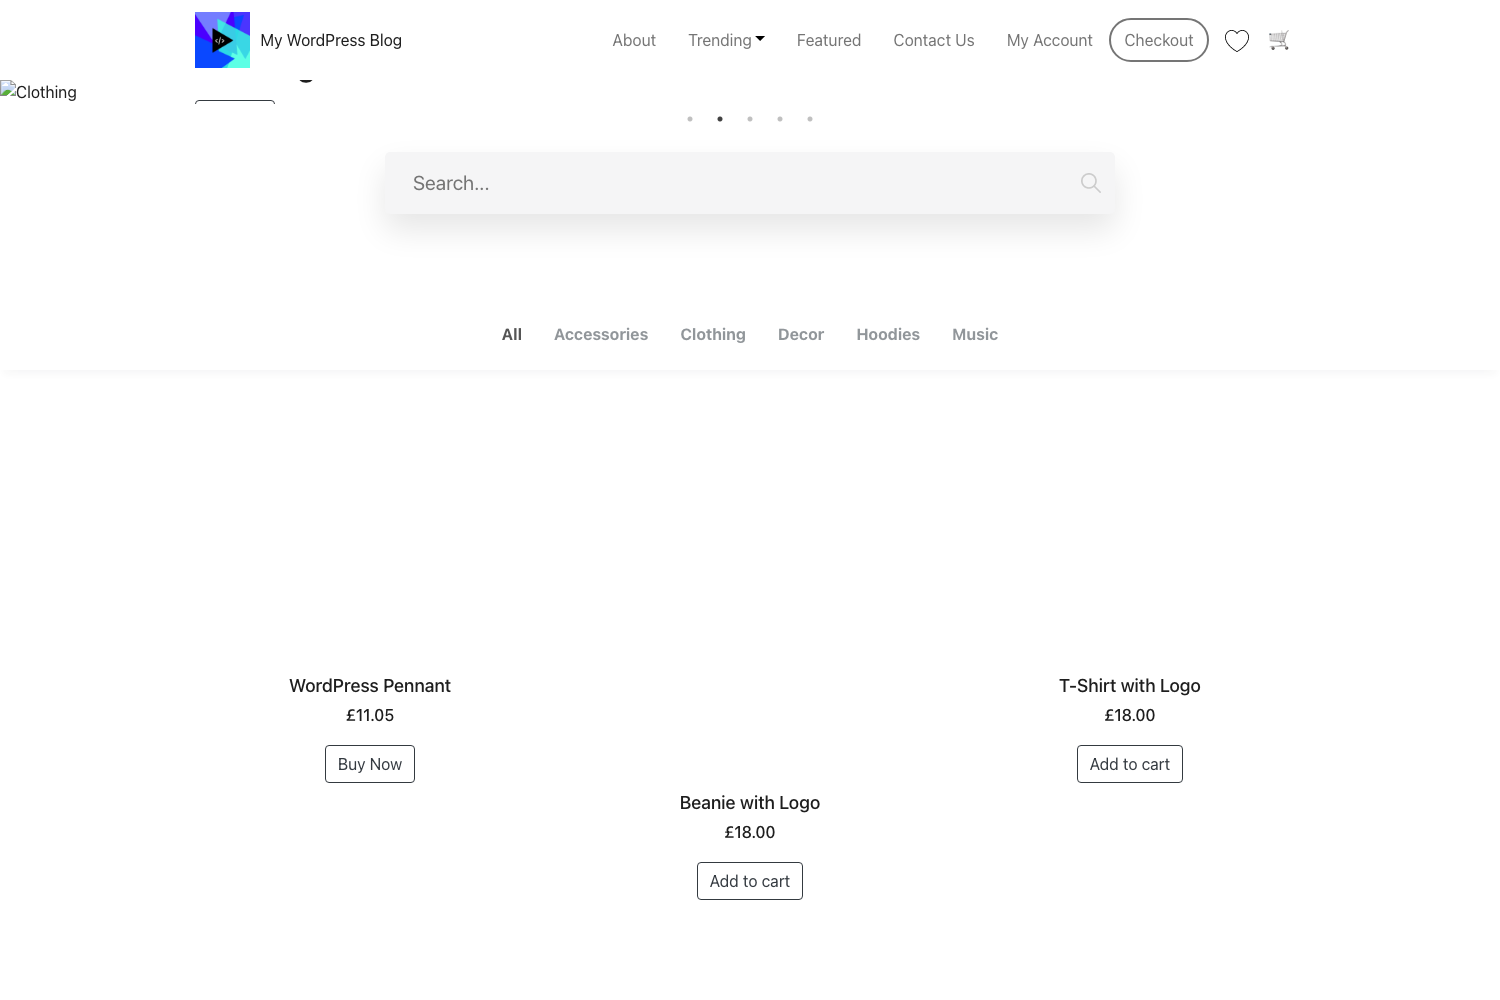 My WordPress Blog
About Trending Featured Contact Us My Account Checkout
Clothing
Search...
All Accessories Clothing Decor Hoodies Music
WordPress Pennant
£11.05
Buy Now
T-Shirt with Logo
£18.00
Add to cart
Beanie with Logo
£18.00
Add to cart